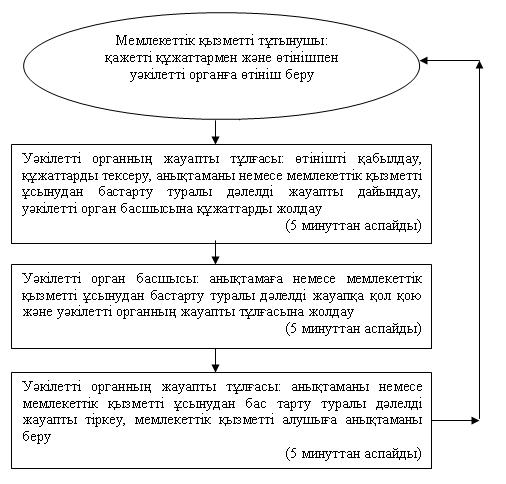 Мемлекеттік қызметті тұтынушы:
қажетті құжаттармен және өтінішпен
уәкілетті органға өтініш беру
Уәкілетті органның жауапты тұлғасы: өтінішті қабылдау,
құжаттарды тексеру, анықтаманы немесе мемлекеттік қызметті
ұсынудан бастарту туралы дәлелді жауапты дайындау,
уәкілетті орган басшысына құжаттарды жолдау
(5 минуттан аспайды)
Уәкілетті орган басшысы: анықтамаға немесе мемлекеттік
қызметті ұсынудан бастарту туралы дәлелді жауапқа қол қою
және уәкілетті органның жауапты тұлғасына жолдау
(5 минуттан аспайды)
Уәкілетті органның жауапты тұлғасы: анықтаманы немесе
мемлекеттік қызметті ұсынудан бас тарту туралы дәлелді
жауапты тіркеу, мемлекеттік қызметті алушыға анықтаманы
беру
(5 минуттан аспайды)